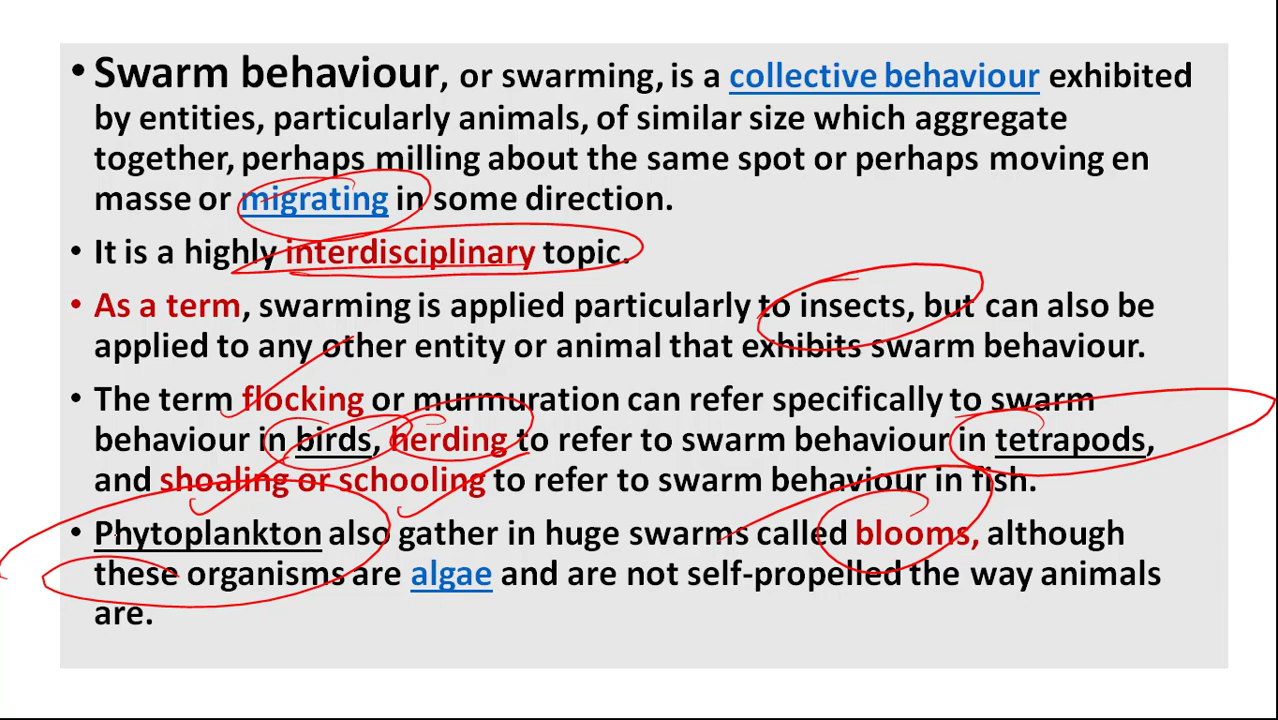 • Swarm behaviour, or swarming, is a collective behaviour exhibited
by entities, particularly animals, of similar size which aggregate
together, perhaps milling about the same spot or perhaps moving en
masse or migrating in some direction.
• It is a highly interdisciplinary topic.
• As a term, swarming is applied particularly to insects, but can also be
applied to any other entity or animal that exhibits swarm behaviour.
• The term flocking or murmuration can refer specifically to swarm
behaviour in birds, herding to refer to swarm behaviour in tetrapods,
and shoaling or schooling to refer to swarm behaviour in fish.
• Phytoplankton also gather in huge swarms called blooms, although
these organisms are algae and are not self-propelled the way animals
are.